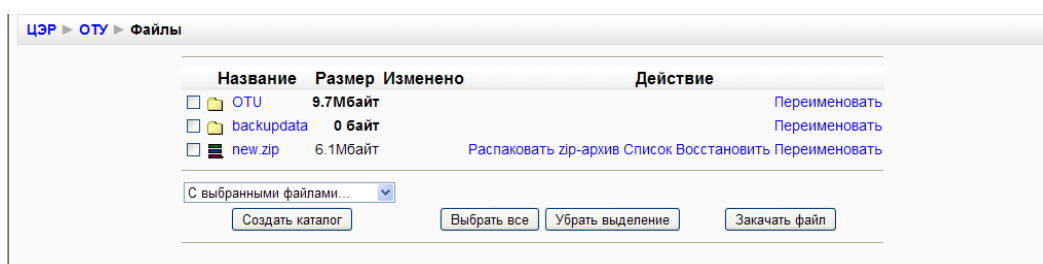 ЦЭР ► ОТУ ► Файлы
Название Размер Изменено Действие
OTU 9.7Мбайт Переименовать
backupdata 0 байт Переименовать
new.zip 6.1Мбайт Распаковать zip-архив Список Восстановить Переименовать
С выбранными файлами...
Создать каталог Выбрать все Убрать выделение Закачать файл